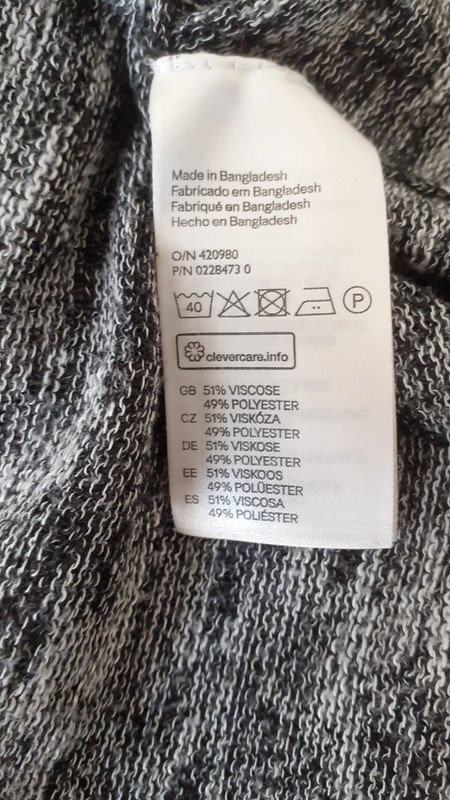 Made in Bangladesh
Fabricado em Bangladesh
Fabriqué en Bangladesh
Hecho en Bangladesh
O/N 420980
P/N 0228473 0
40 P
clevercare.info
GB 51% VISCOSE
49% POLYESTER
CZ 51% VISKÓZA
49% POLYESTER
DE 51% VISKOSE
49% POLYESTER
EE 51% VISKOOS
49% POLÜESTER
ES 51% VISCOSA
49% POLIÉSTER